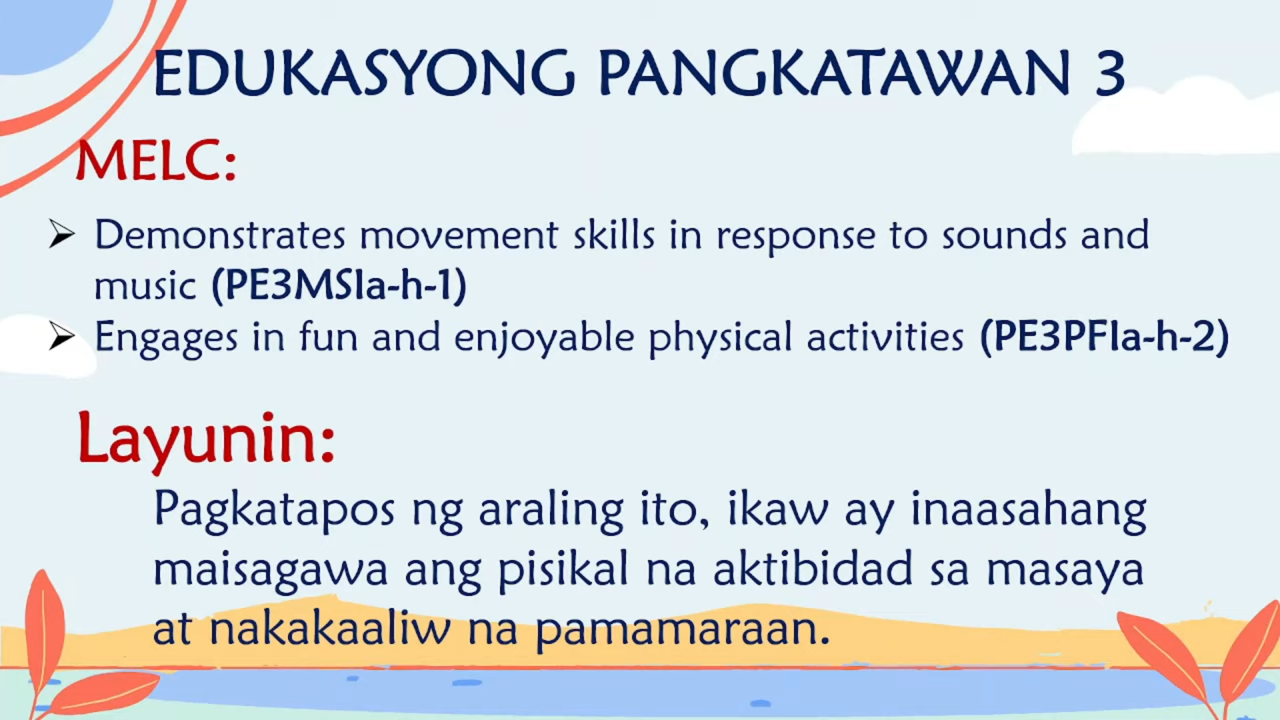 EDUKASYONG PANGKATAWAN 3
MELC:
➢ Demonstrates movement skills in response to sounds and
music (PE3MSIa-h-1)
➢ Engages in fun and enjoyable physical activities (PE3PFIa-h-2)
Layunin:
Pagkatapos ng araling ito, ikaw ay inaasahang
maisagawa ang pisikal na aktibidad sa masaya
at nakakaaliw na pamamaraan.